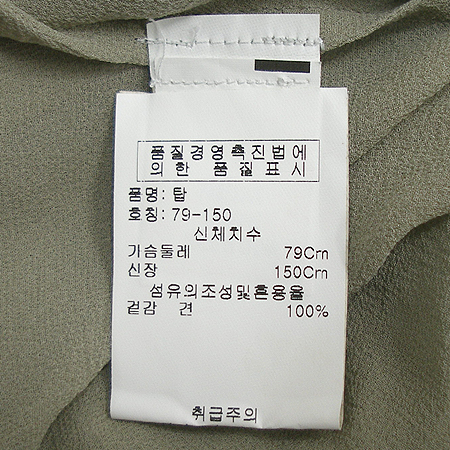 품질경영촉진법에
의한 품질표시
품명: 탑
호칭: 79-150
신체치수
가슴둘레 79Cm
신장 150Cm
섬유의조성및혼용율
겉감 견 100%
취급주의